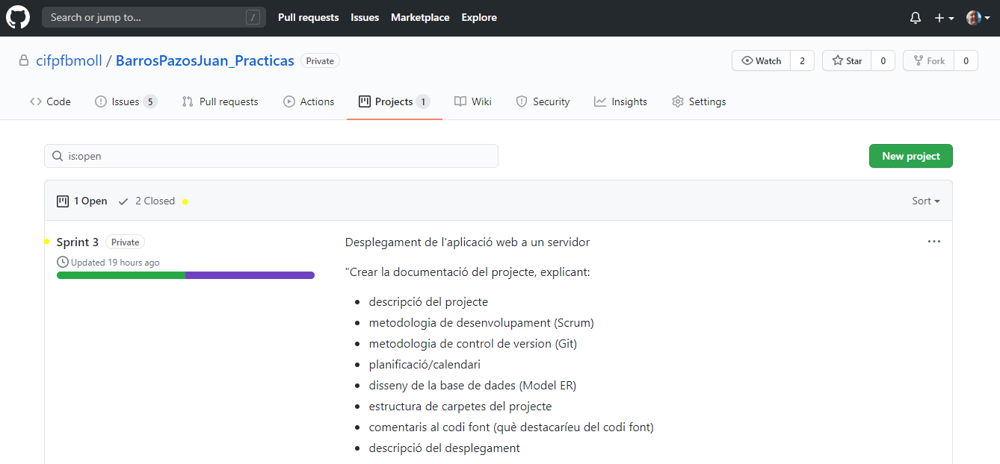 Search or jump to... / Pull requests Issues Marketplace Explore
cifpfbmoll / BarrosPazosJuan_Practicas Private Watch 2 Star 0 Fork 0
Code Issues 5 Pull requests Actions Projects 1 Wiki Security Insights Settings
is:open New project
1 Open 2 Closed Sort
Sprint 3 Private Desplegament de l'aplicació web a un servidor
Updated 19 hours ago
"Crear la documentació del projecte, explicant:
• descripció del projecte
• metodologia de desenvolupament (Scrum)
• metodologia de control de version (Git)
• planificació/calendari
• disseny de la base de dades (Model ER)
• estructura de carpetes del projecte
• comentaris al codi font (què destacaríeu del codi font)
• descripció del desplegament